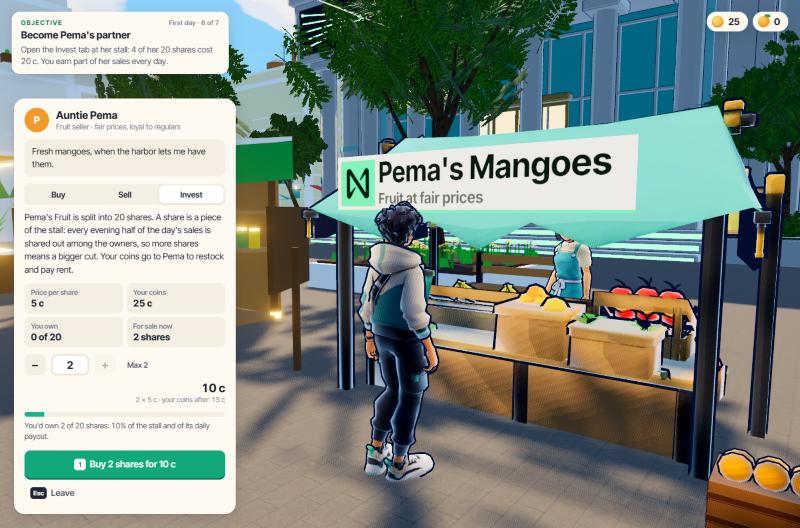 OBJECTIVE
First day · 6 of 7
Become Pema's partner
Open the Invest tab at her stall: 4 of her 20 shares cost
20 c. You earn part of her sales every day.
25
0
P
Auntie Pema
Fruit seller · fair prices, loyal to regulars
Fresh mangoes, when the harbor lets me have
them.
Buy
Sell
Invest
Pema's Fruit is split into 20 shares. A share is a piece
of the stall: every evening half of the day's sales is
shared out among the owners, so more shares
means a bigger cut. Your coins go to Pema to restock
and pay rent.
Price per share
5 c
Your coins
25 c
You own
0 of 20
For sale now
2 shares
−
2
+
Max 2
10 c
2 × 5 c · your coins after: 15 c
You'd own 2 of 20 shares: 10% of the stall and of its daily
payout.
1 Buy 2 shares for 10 c
Esc Leave
N Pema's Mangoes
Fruit at fair prices